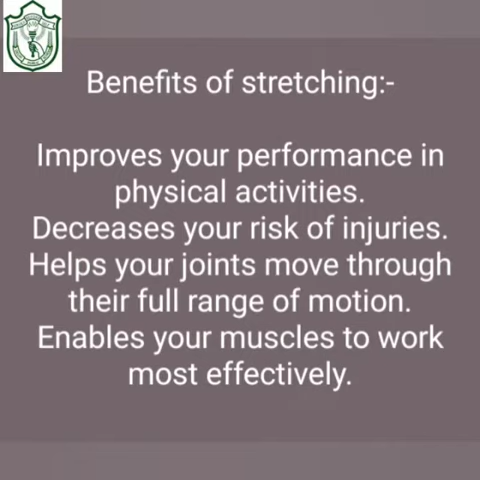 Benefits of stretching:-
Improves your performance in
physical activities.
Decreases your risk of injuries.
Helps your joints move through
their full range of motion.
Enables your muscles to work
most effectively.